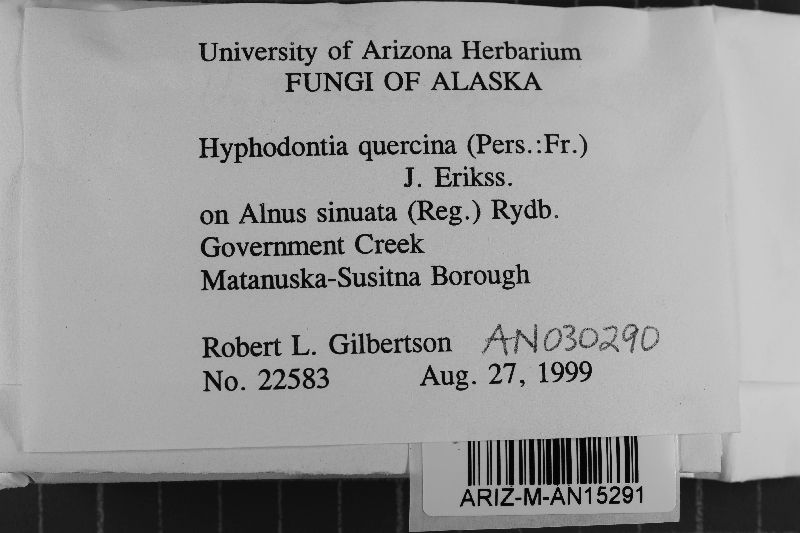 University of Arizona Herbarium
FUNGI OF ALASKA
Hyphodontia quercina (Pers.:Fr.)
J. Erikss.
on Alnus sinuata (Reg.) Rydb.
Government Creek
Matanuska-Susitna Borough
Robert L. Gilbertson AN030290
No. 22583 Aug. 27, 1999
ARIZ-M-AN15291